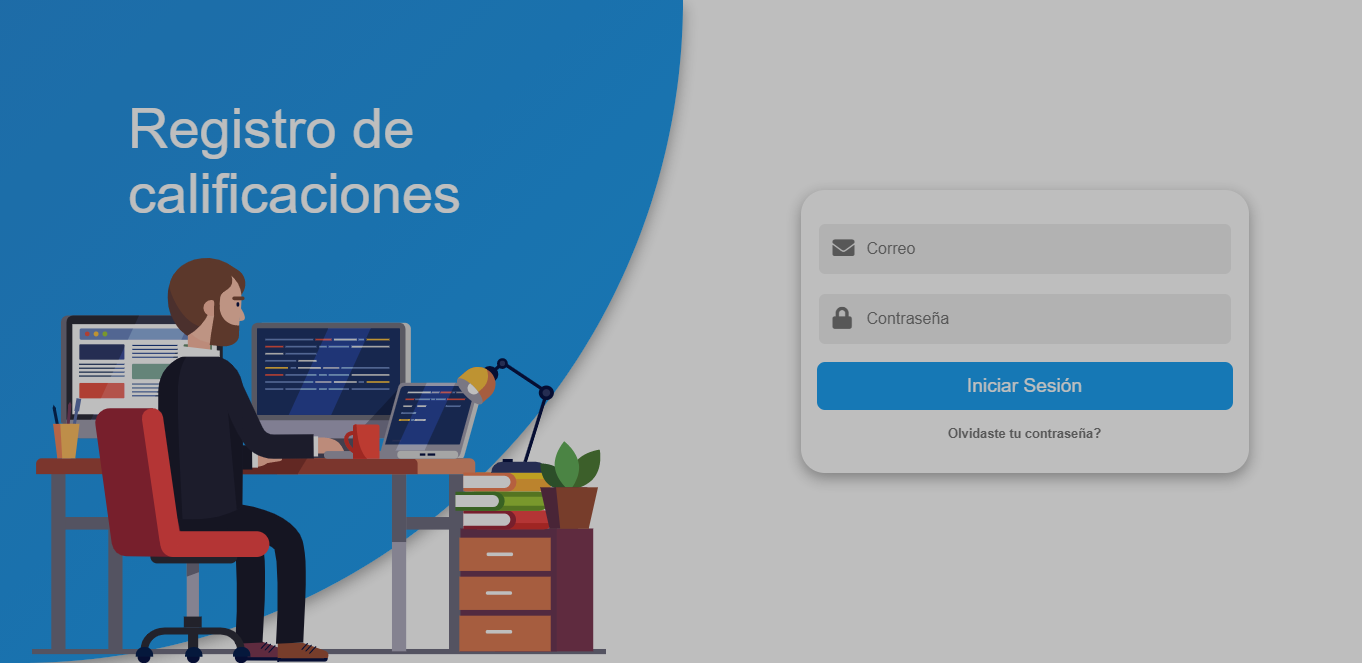 Registro de
calificaciones
Correo
Contraseña
Iniciar Sesión
Olvidaste tu contraseña?